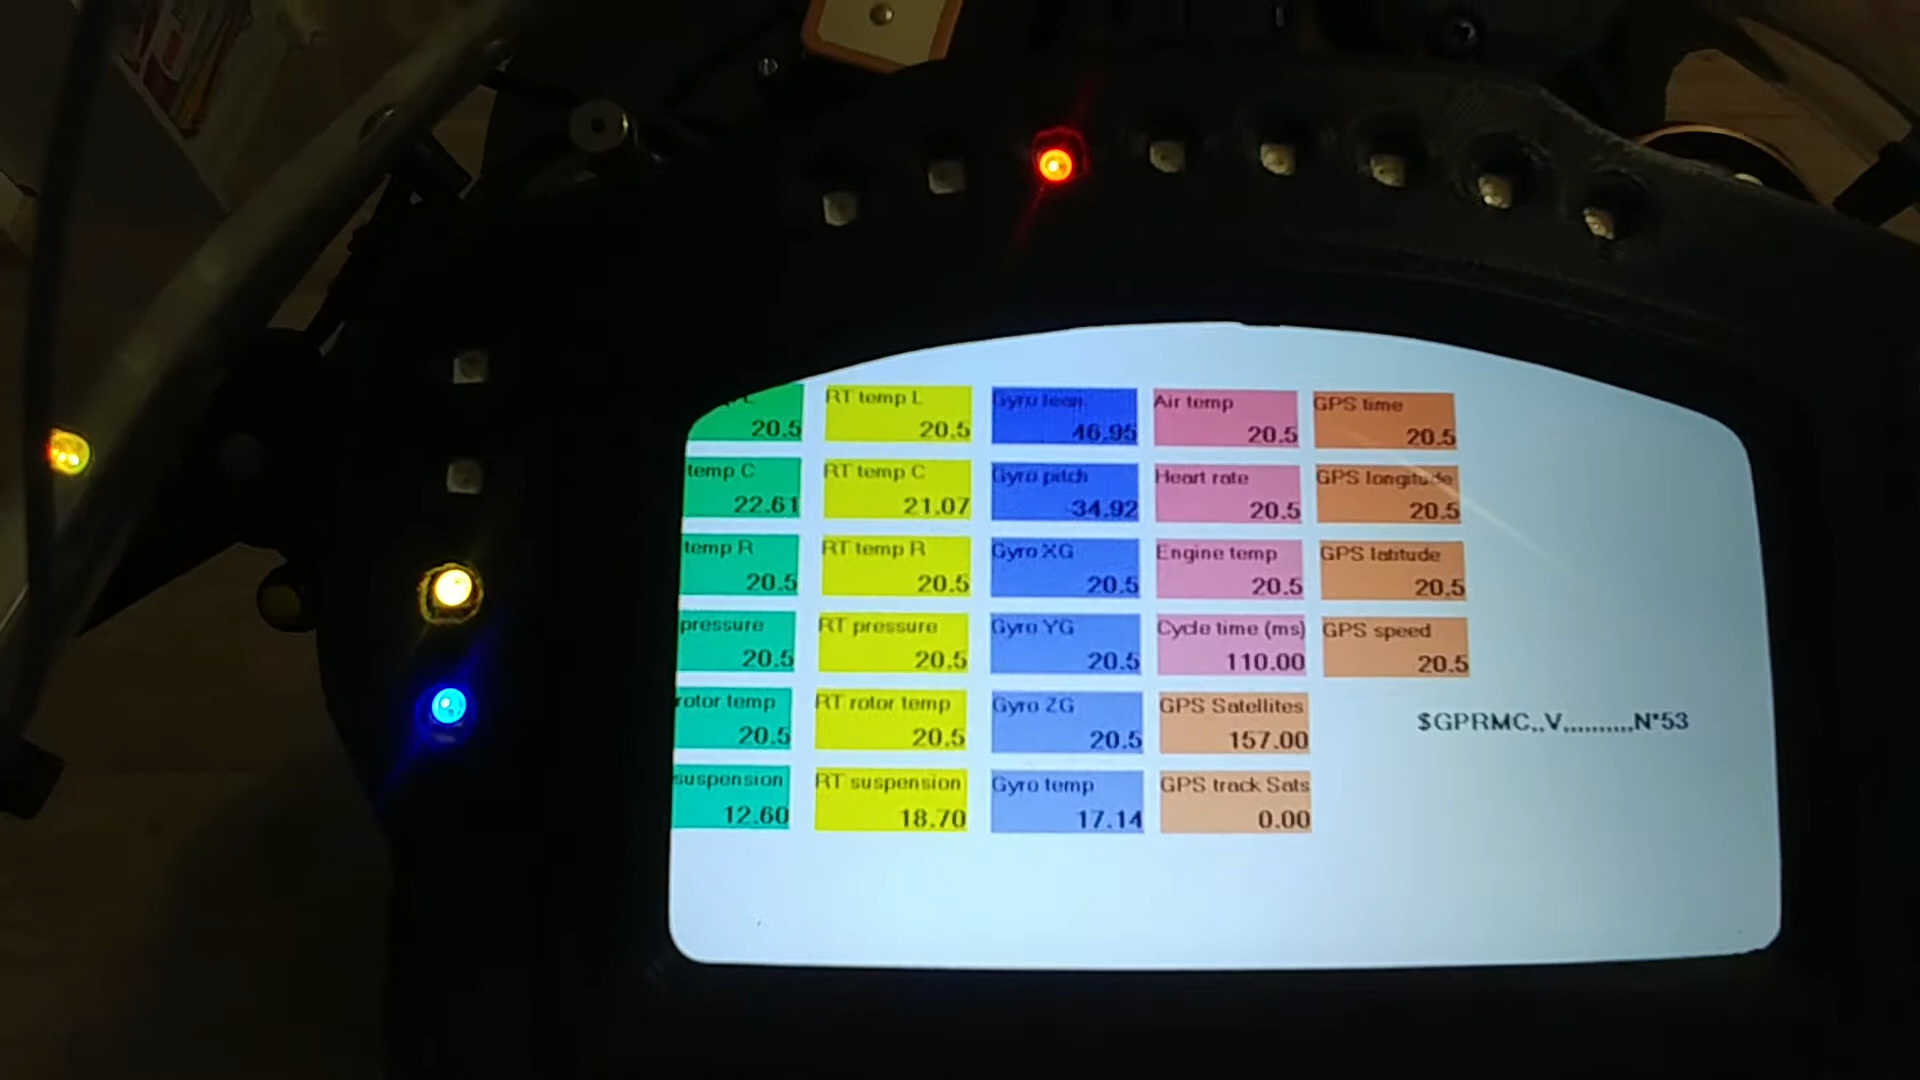 RT temp L Gyro lean Air temp GPS time
20.5 20.5 46.95 20.5 20.5
temp C RT temp C Gyro pitch Heart rate GPS longitude
22.61 21.07 -34.92 20.5 20.5
temp R RT temp R Gyro XG Engine temp GPS latitude
20.5 20.5 20.5 20.5 20.5
pressure RT pressure Gyro YG Cycle time (ms) GPS speed
20.5 20.5 20.5 110.00 20.5
rotor temp RT rotor temp Gyro ZG GPS Satellites
20.5 20.5 20.5 157.00
$GPRMC,,V,,,,,,,,,,N*53
suspension RT suspension Gyro temp GPS track Sats
12.60 18.70 17.14 0.00